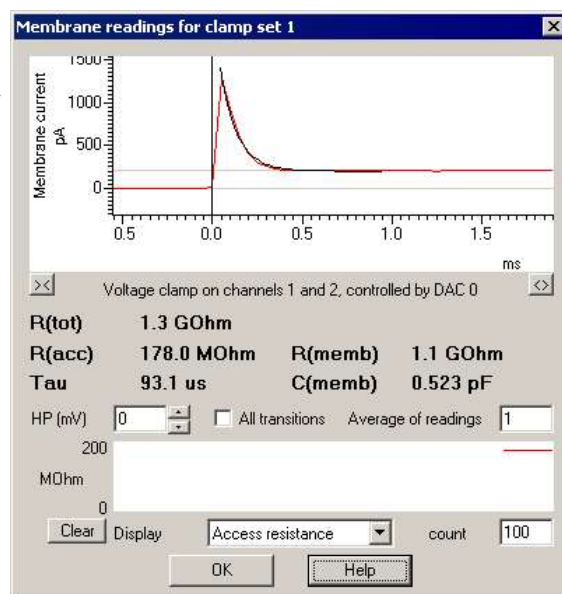 Membrane readings for clamp set 1
Membrane current
pA
1500
1000
500
0
0.5 0.0 0.5 1.0 1.5
ms
>< Voltage clamp on channels 1 and 2, controlled by DAC 0 <>
R(tot) 1.3 GOhm
R(acc) 178.0 MOhm R(memb) 1.1 GOhm
Tau 93.1 us C(memb) 0.523 pF
HP (mV) 0 All transitions Average of readings 1
200
MOhm
0
Clear Display Access resistance count 100
OK Help